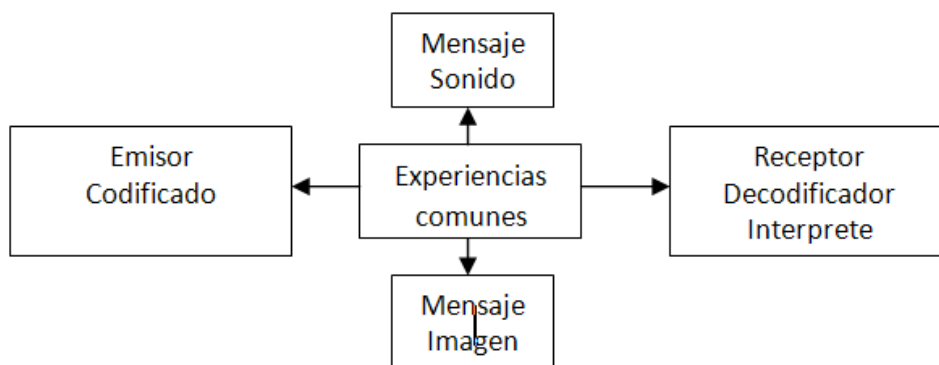 Mensaje
Sonido
Emisor
Codificado
Experiencias
comunes
Receptor
Decodificador
Interprete
Mensaje
Imagen